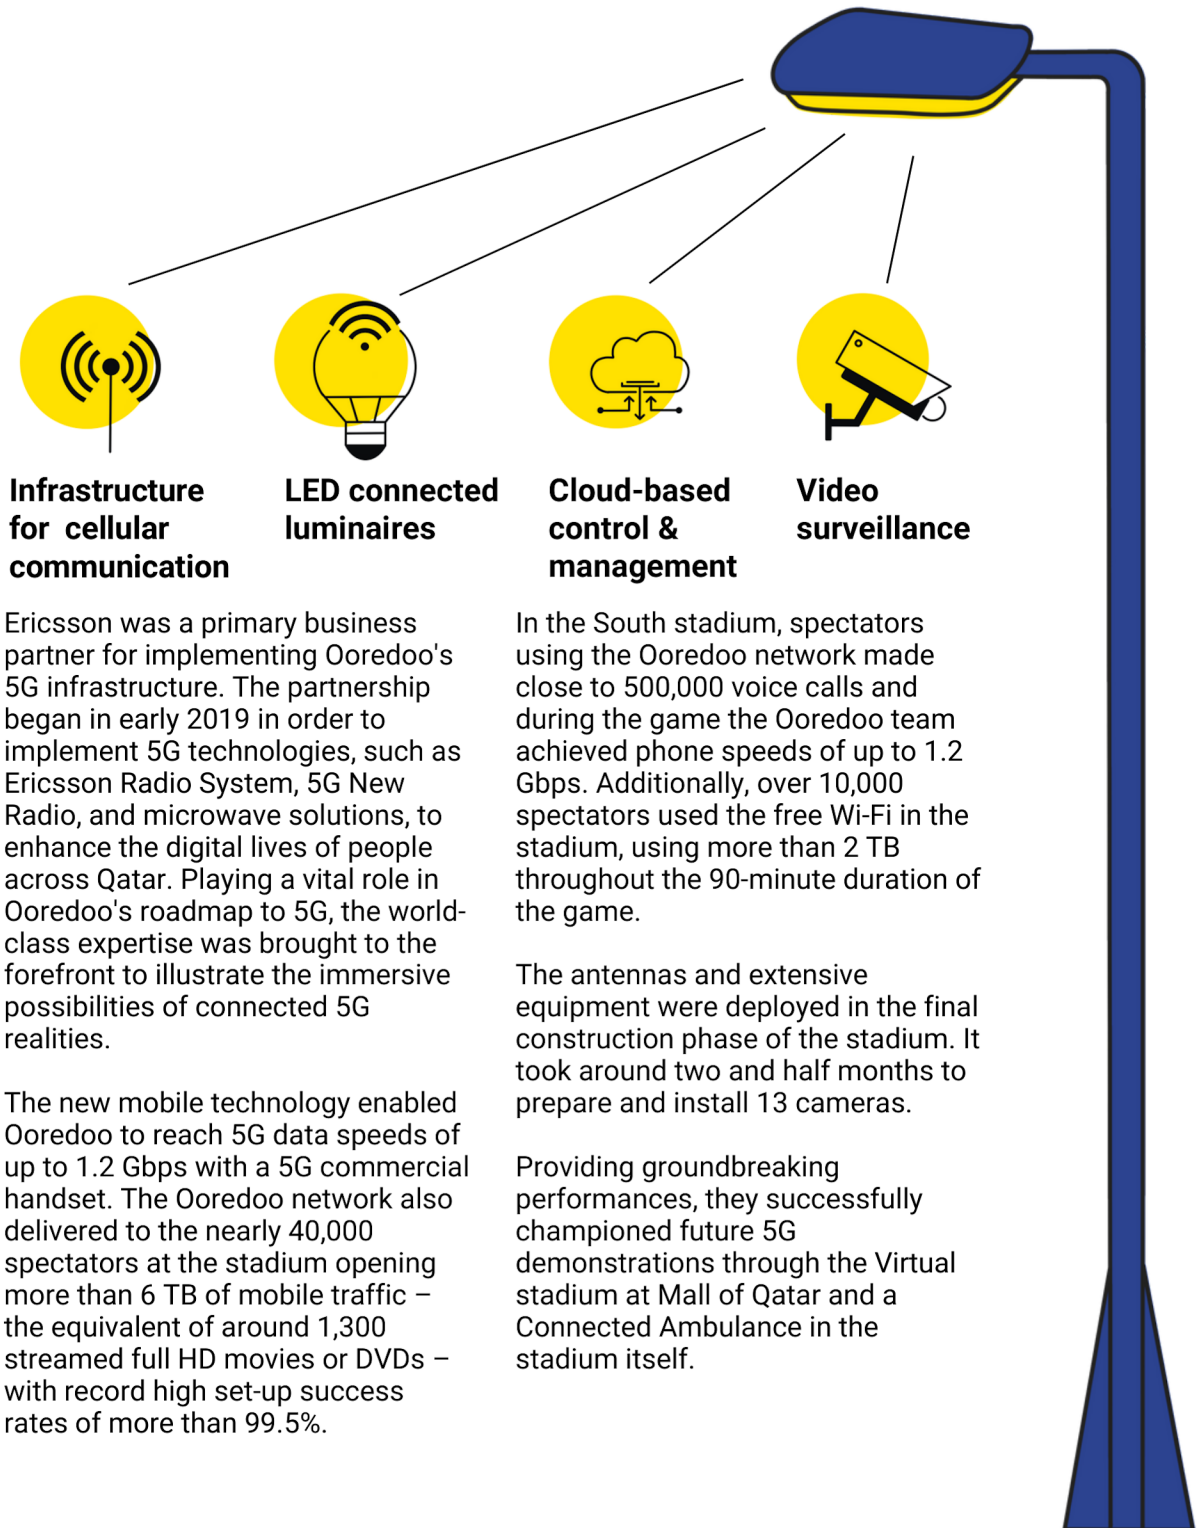 Infrastructure
for cellular
communication
LED connected
luminaires
Cloud-based
control &
management
Video
surveillance
Ericsson was a primary business
partner for implementing Ooredoo's
5G infrastructure. The partnership
began in early 2019 in order to
implement 5G technologies, such as
Ericsson Radio System, 5G New
Radio, and microwave solutions, to
enhance the digital lives of people
across Qatar. Playing a vital role in
Ooredoo's roadmap to 5G, the world-
class expertise was brought to the
forefront to illustrate the immersive
possibilities of connected 5G
realities.
The new mobile technology enabled
Ooredoo to reach 5G data speeds of
up to 1.2 Gbps with a 5G commercial
handset. The Ooredoo network also
delivered to the nearly 40,000
spectators at the stadium opening
more than 6 TB of mobile traffic –
the equivalent of around 1,300
streamed full HD movies or DVDs –
with record high set-up success
rates of more than 99.5%.
In the South stadium, spectators
using the Ooredoo network made
close to 500,000 voice calls and
during the game the Ooredoo team
achieved phone speeds of up to 1.2
Gbps. Additionally, over 10,000
spectators used the free Wi-Fi in the
stadium, using more than 2 TB
throughout the 90-minute duration of
the game.
The antennas and extensive
equipment were deployed in the final
construction phase of the stadium. It
took around two and half months to
prepare and install 13 cameras.
Providing groundbreaking
performances, they successfully
championed future 5G
demonstrations through the Virtual
stadium at Mall of Qatar and a
Connected Ambulance in the
stadium itself.